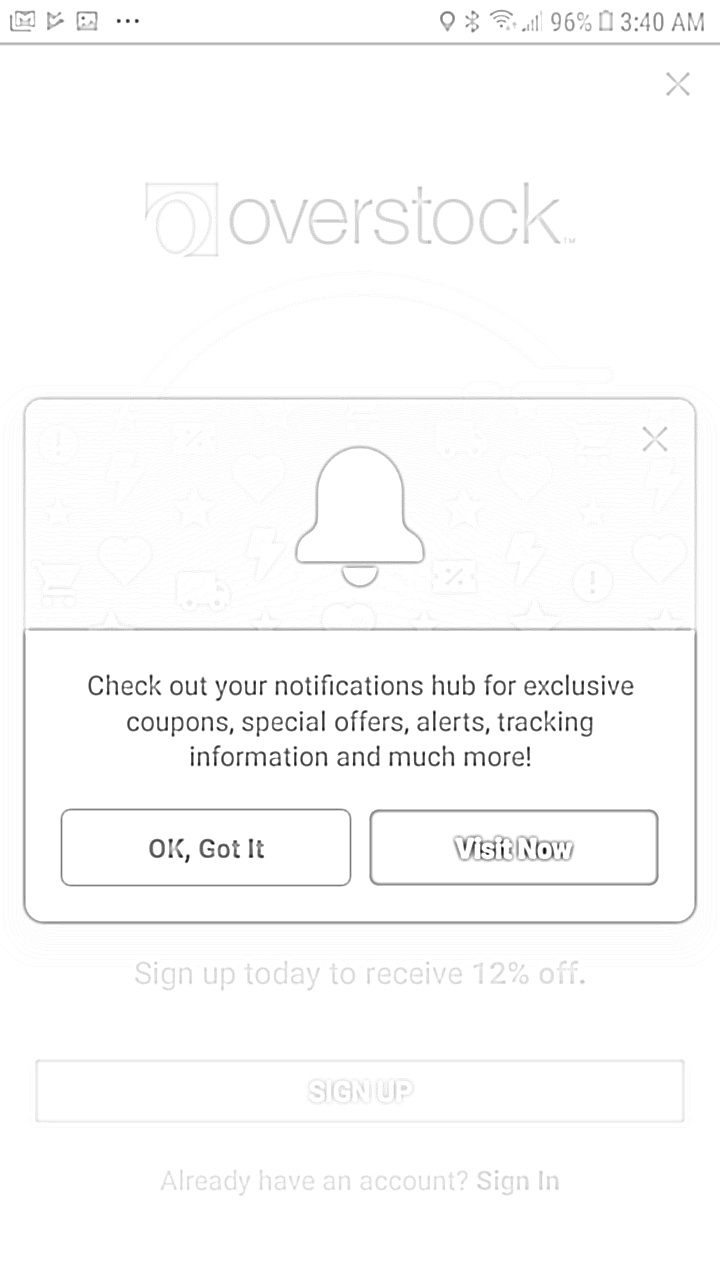 96% 3:40 AM
overstock™
Check out your notifications hub for exclusive
coupons, special offers, alerts, tracking
information and much more!
OK, Got It
Visit Now
Sign up today to receive 12% off.
SIGN UP
Already have an account? Sign In